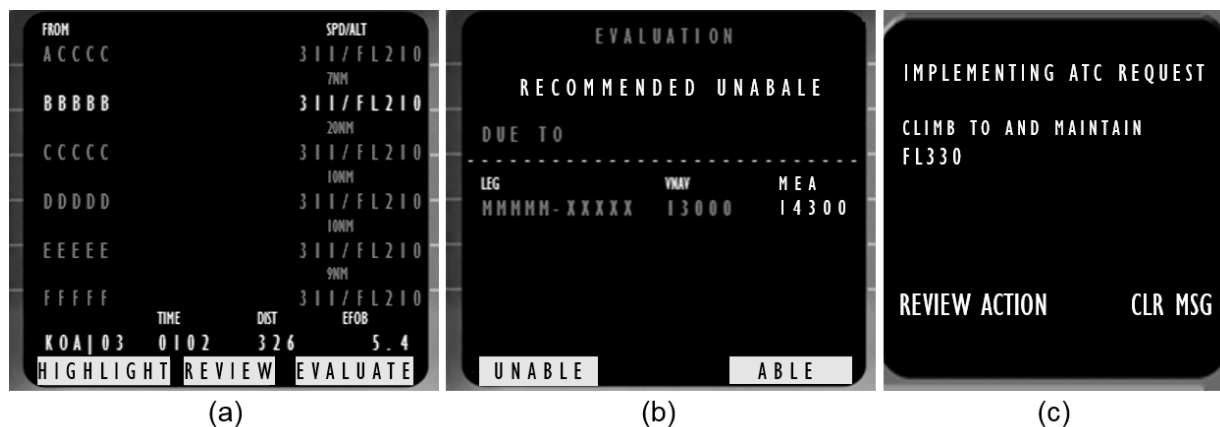 FROM SPD/ALT
ACCCC 311/FL210
7NM
BBBBB 311/FL210
20NM
CCCCC 311/FL210
10NM
DDDDD 311/FL210
10NM
EEEEE 311/FL210
9NM
FFFFF 311/FL210
TIME DIST EFOB
KOA|03 0102 326 5.4
HIGHLIGHT REVIEW EVALUATE
(a)
EVALUATION
RECOMMENDED UNABALE
DUE TO
LEG VNAV MEA
MMMMM-XXXXX 13000 14300
UNABLE ABLE
(b)
IMPLEMENTING ATC REQUEST
CLIMB TO AND MAINTAIN
FL330
REVIEW ACTION CLR MSG
(c)